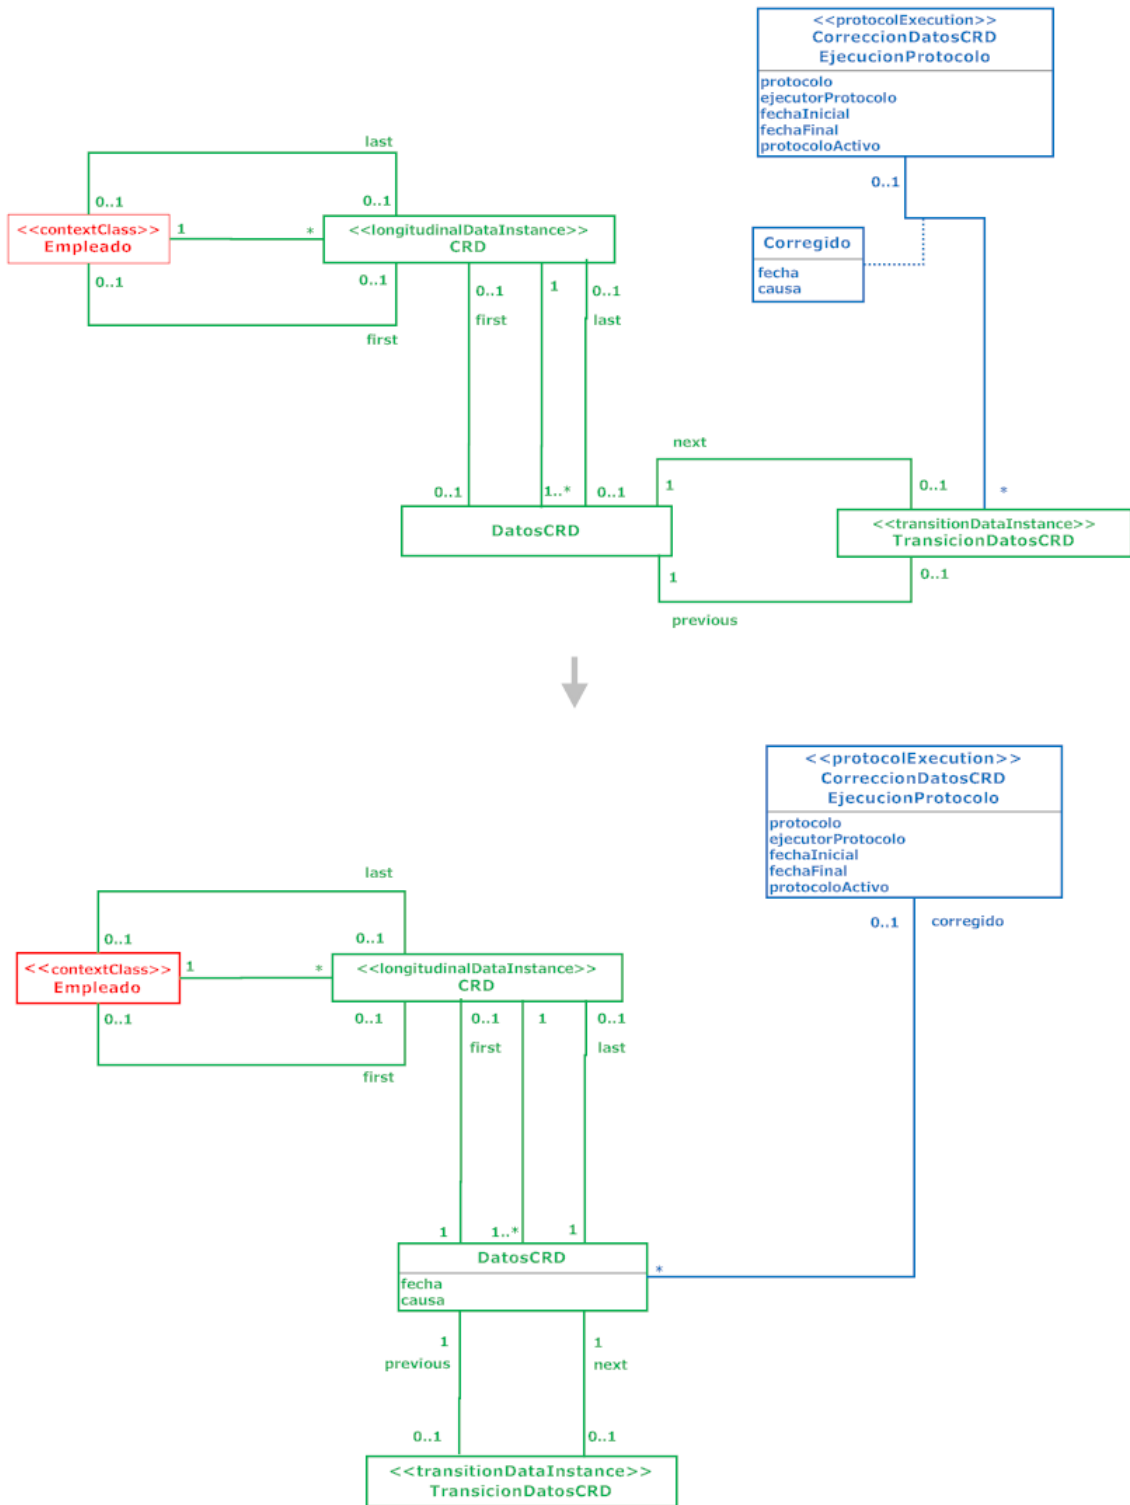 <<protocolExecution>>
CorreccionDatosCRD
EjecucionProtocolo
protocolo
ejecutorProtocolo
fechaInicial
fechaFinal
protocoloActivo
last
0..1
0..1
0..1
<<contextClass>>
Empleado
1
*
<<longitudinalDataInstance>>
CRD
Corregido
fecha
causa
0..1
0..1
0..1
1
0..1
first
last
first
next
0..1
1..*
0..1
1
0..1
*
DatosCRD
<<transitionDataInstance>>
TransicionDatosCRD
1
0..1
previous
<<protocolExecution>>
CorreccionDatosCRD
EjecucionProtocolo
protocolo
ejecutorProtocolo
fechaInicial
fechaFinal
protocoloActivo
last
0..1
corregido
0..1
0..1
<<contextClass>>
Empleado
1
*
<<longitudinalDataInstance>>
CRD
0..1
0..1
0..1
1
0..1
first
last
first
1
1..*
1
DatosCRD
*
fecha
causa
1
1
previous
next
0..1
0..1
<<transitionDataInstance>>
TransicionDatosCRD